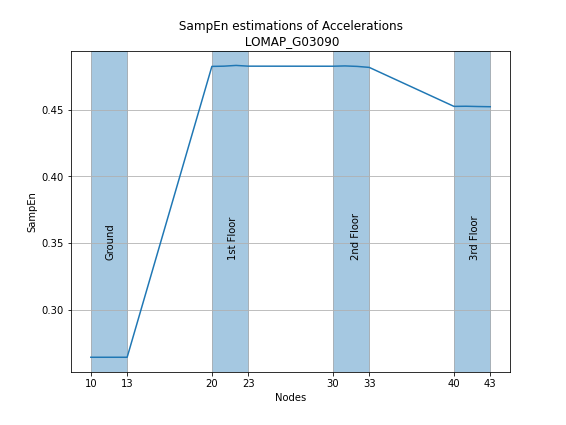 SampEn estimations of Accelerations
LOMAP_G03090
SampEn
0.45
0.40
0.35
0.30
Ground
1st Floor
2nd Floor
3rd Floor
10 13 20 23 30 33 40 43
Nodes